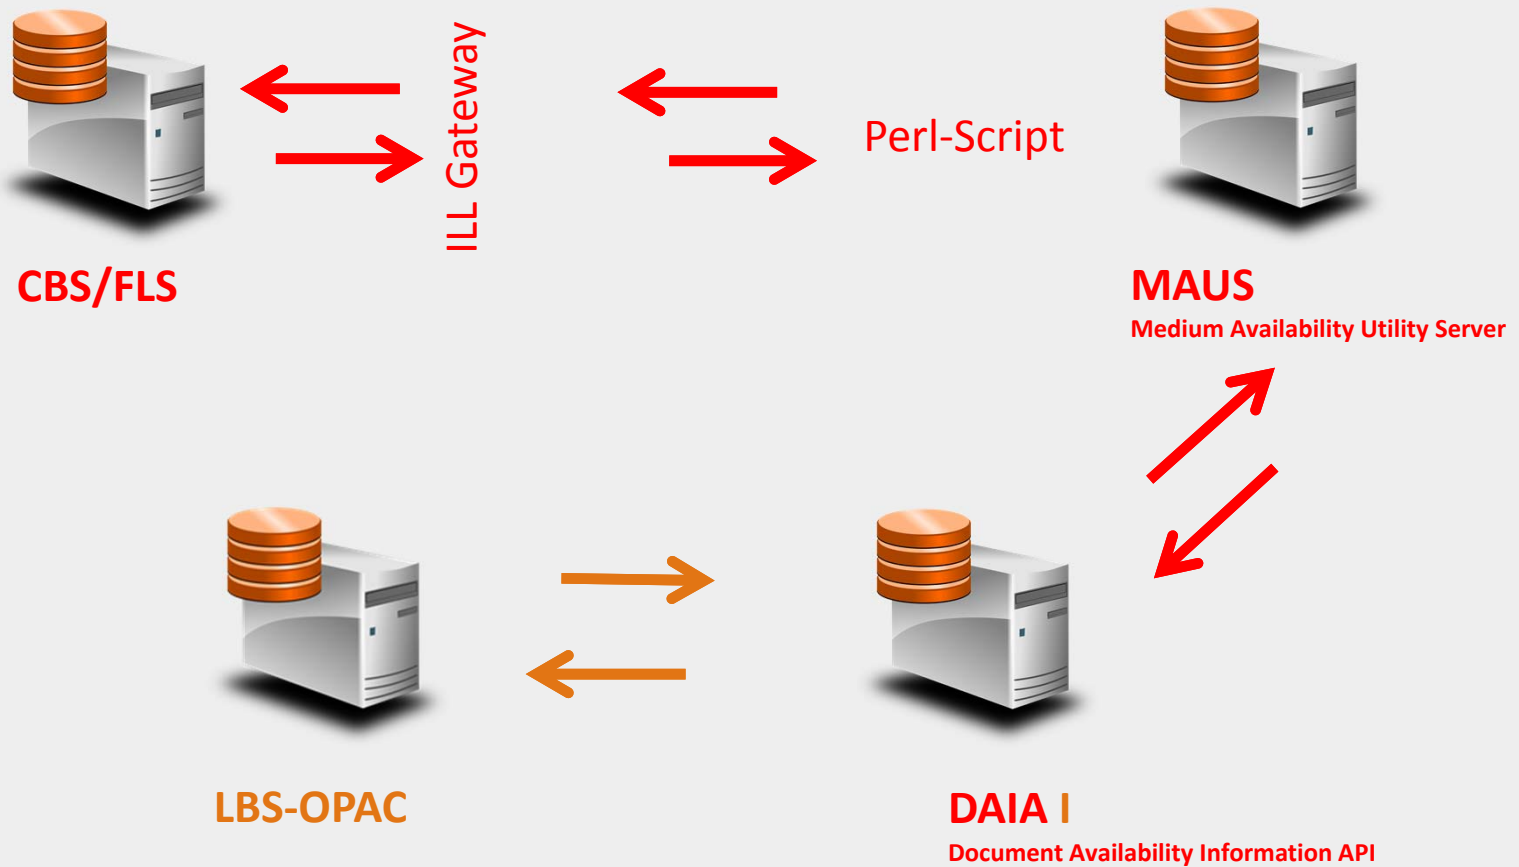 ILL Gateway
Perl-Script
CBS/FLS
MAUS
Medium Availability Utility Server
LBS-OPAC
DAIA I
Document Availability Information API